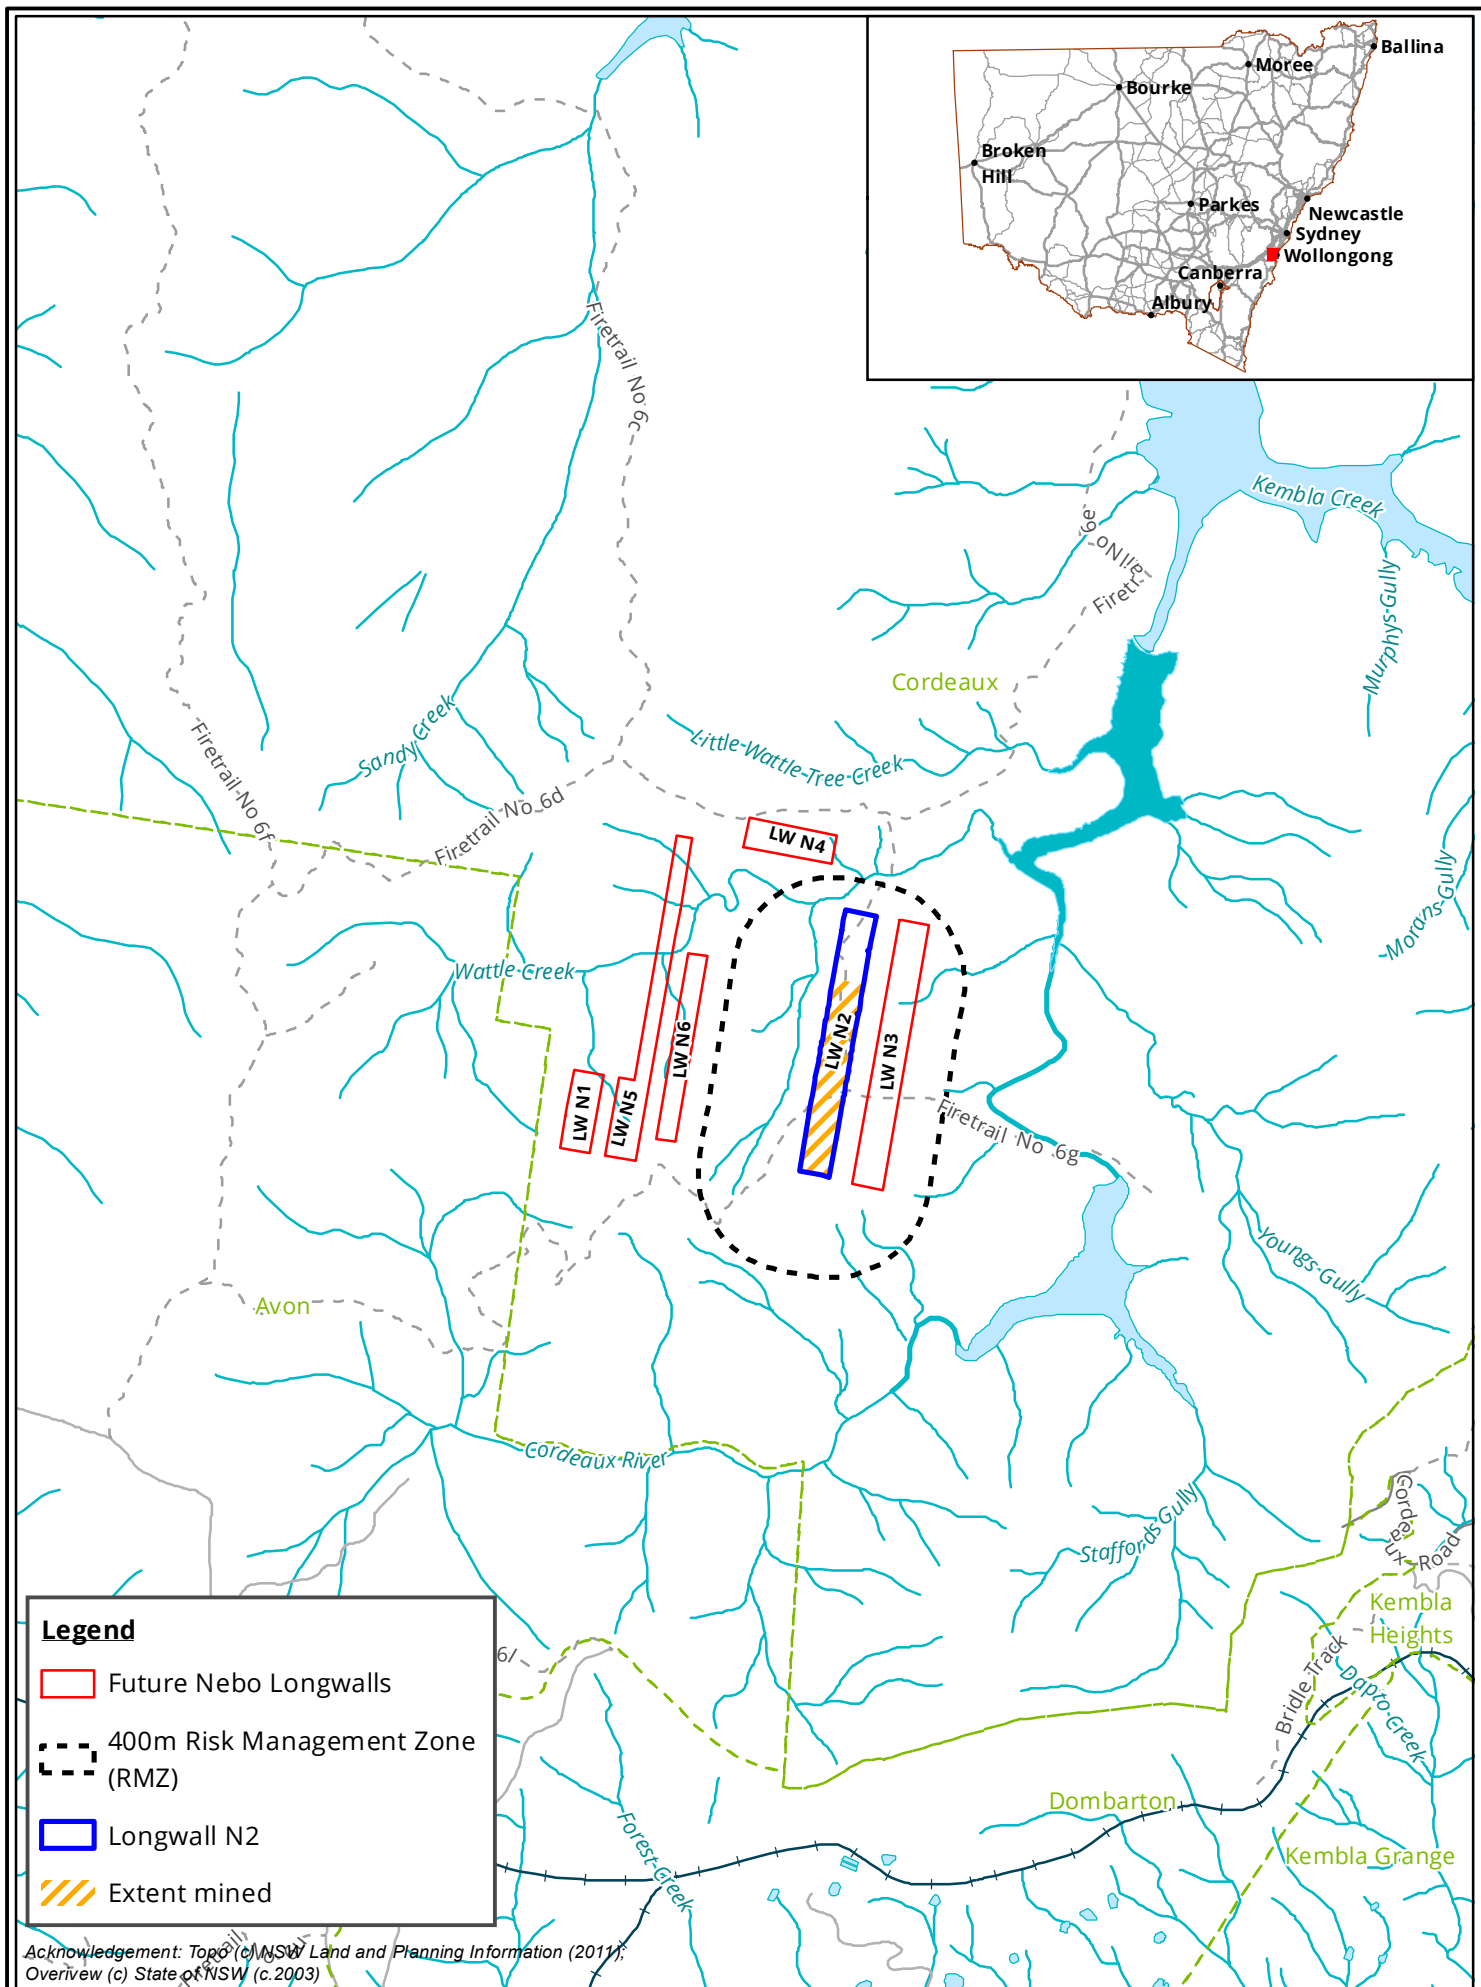 Ballina
Moree
Bourke
Broken
Hill
Parkes
Newcastle
Sydney
Wollongong
Canberra
Albury
Firetrail No 6c
Kembla Creek
Firetrail No 6e
Murphys Gully
Cordeaux
Sandy Creek
Little Wattle Tree Creek
Firetrail No 6f
Firetrail No 6d
LW N4
Morans Gully
Wattle Creek
LW N6
LW N2
LW N3
LW N1
LW N5
Firetrail No 6g
Youngs Gully
Avon
Cordeaux River
Staffords Gully
Cordeaux Road
Kembla
Heights
Bridle Track
Dapto Creek
6l
Dombarton
Kembla Grange
Forest Creek
Legend
Future Nebo Longwalls
400m Risk Management Zone
(RMZ)
Longwall N2
Extent mined
Firetrail
Acknowledgement: Topo (c) NSW Land and Planning Information (2011);
Overivew (c) State of NSW (c.2003)